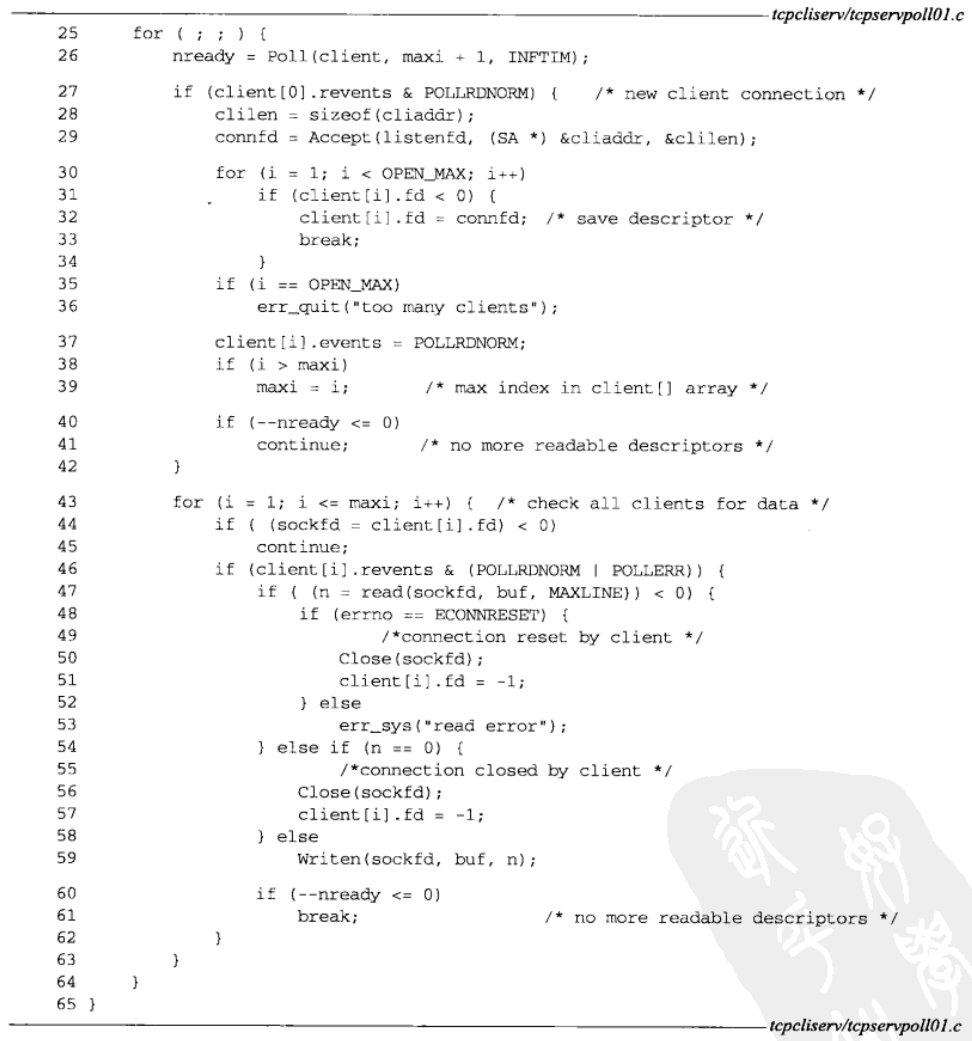 tcpcliserv/tcpservpoll01.c
25 for ( ; ; ) {
26 nready = Poll(client, maxi + 1, INFTIM);
27 if (client[0].revents & POLLRDNORM) { /* new client connection */
28 clilen = sizeof(cliaddr);
29 connfd = Accept(listenfd, (SA *) &cliaddr, &clilen);
30 for (i = 1; i < OPEN_MAX; i++)
31 if (client[i].fd < 0) {
32 client[i].fd = connfd; /* save descriptor */
33 break;
34 }
35 if (i == OPEN_MAX)
36 err_quit("too many clients");
37 client[i].events = POLLRDNORM;
38 if (i > maxi)
39 maxi = i; /* max index in client[] array */
40 if (--nready <= 0)
41 continue; /* no more readable descriptors */
42 }
43 for (i = 1; i <= maxi; i++) { /* check all clients for data */
44 if ( (sockfd = client[i].fd) < 0)
45 continue;
46 if (client[i].revents & (POLLRDNORM | POLLERR)) {
47 if ( (n = read(sockfd, buf, MAXLINE)) < 0) {
48 if (errno == ECONNRESET) {
49 /*connection reset by client */
50 Close(sockfd);
51 client[i].fd = -1;
52 } else
53 err_sys("read error");
54 } else if (n == 0) {
55 /*connection closed by client */
56 Close(sockfd);
57 client[i].fd = -1;
58 } else
59 Writen(sockfd, buf, n);
60 if (--nready <= 0)
61 break; /* no more readable descriptors */
62 }
63 }
64 }
65 }
tcpcliserv/tcpservpoll01.c